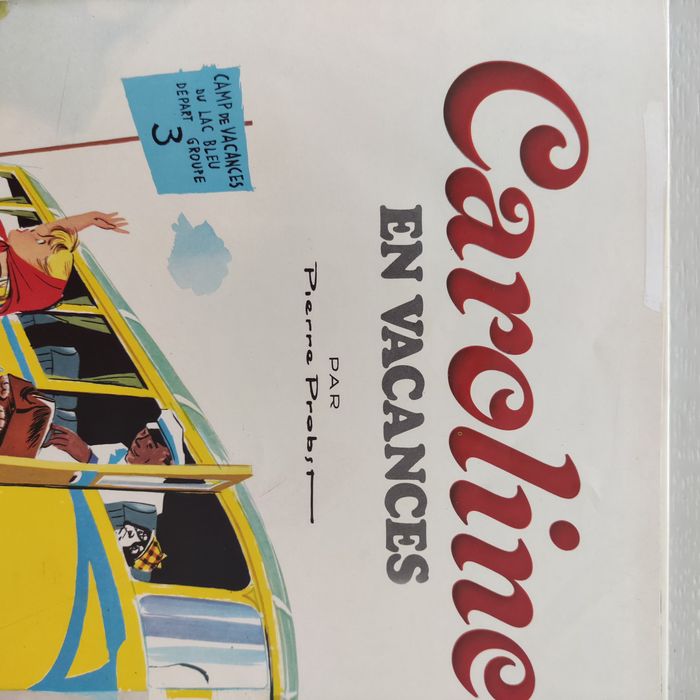 Caroline
EN VACANCES
PAR
Pierre Probst
CAMP DE VACANCES
DU LAC BLEU
DEPART GROUPE
3